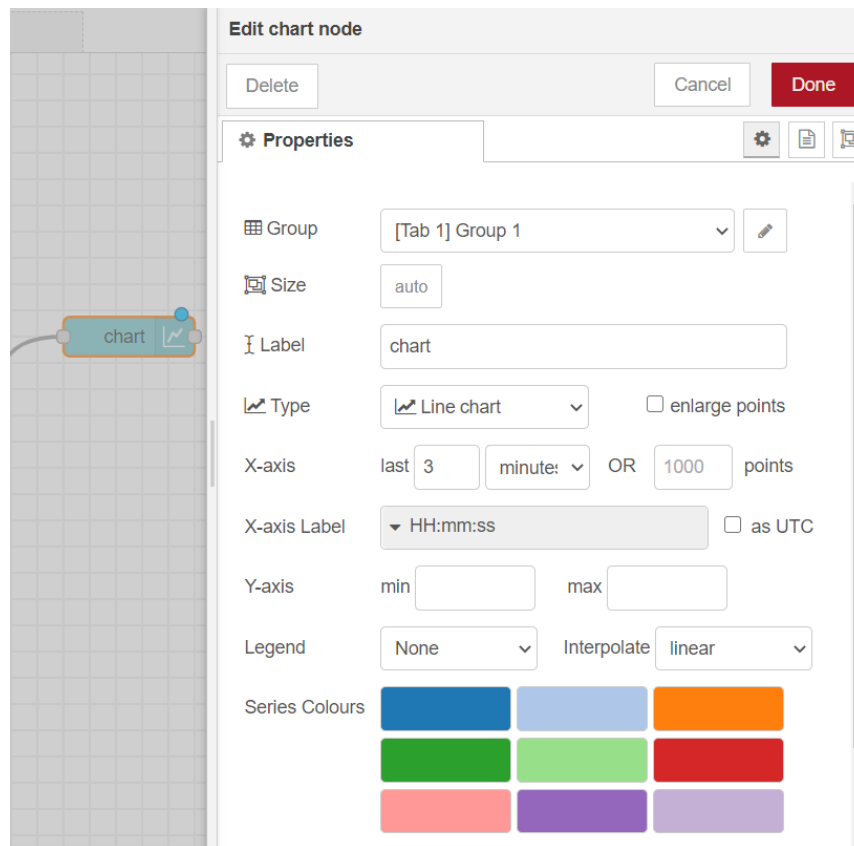 Edit chart node
Delete
Cancel
Done
Properties
Group
[Tab 1] Group 1
Size
auto
chart
Label
chart
Type
Line chart
enlarge points
X-axis
last 3 minutes OR 1000 points
X-axis Label
HH:mm:ss
as UTC
Y-axis
min
max
Legend
None
Interpolate
linear
Series Colours